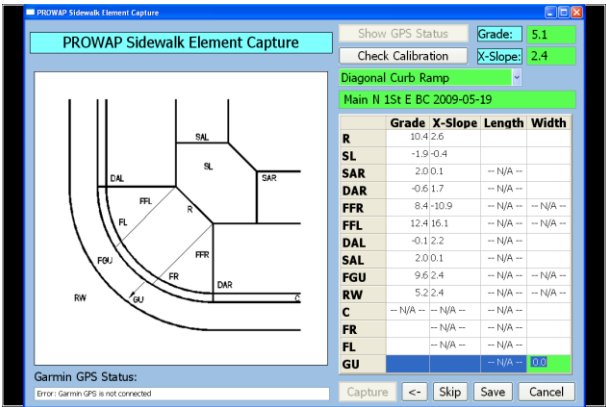 PROWAP Sidewalk Element Capture
PROWAP Sidewalk Element Capture
Show GPS Status Grade: 5.1
Check Calibration X-Slope: 2.4
Diagonal Curb Ramp
Main N 1St E BC 2009-05-19
Grade X-Slope Length Width
R 10.4 2.6
SL -1.9 -0.4
SAR 2.0 0.1 -- N/A --
DAR -0.6 1.7 -- N/A --
FFR 8.4 -10.9 -- N/A -- -- N/A --
FFL 12.4 16.1 -- N/A -- -- N/A --
DAL -0.1 2.2 -- N/A --
SAL 2.0 0.1 -- N/A --
FGU 9.6 2.4 -- N/A -- -- N/A --
RW 5.2 2.4 -- N/A -- -- N/A --
C -- N/A -- -- N/A -- -- N/A --
FR -- N/A -- -- N/A --
FL -- N/A -- -- N/A --
GU -- N/A -- 0.0
SAL
SL
DAL SAR
FFL
R
FL
FGU FFR
FR DAR
RW GU C
Garmin GPS Status:
Error: Garmin GPS is not connected
Capture <- Skip Save Cancel